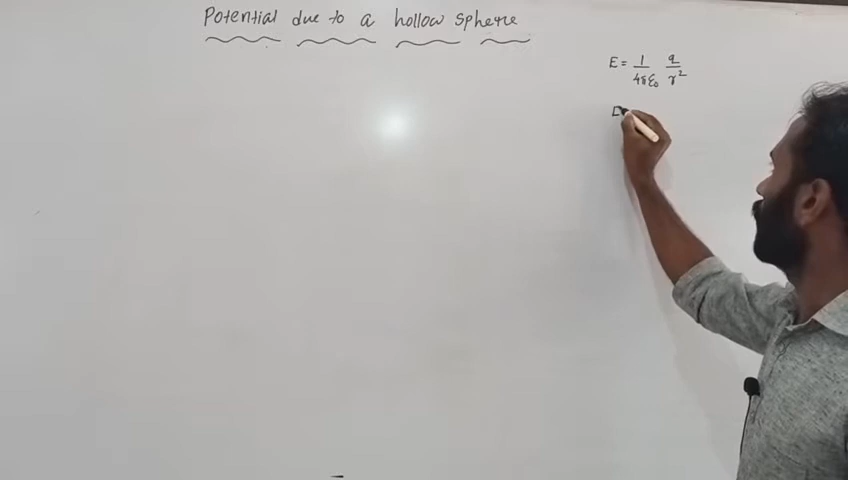 Potential due to a hollow sphere
E = 1/4πε₀ q/r²
E